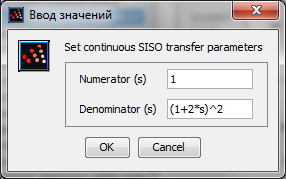 Ввод значений
Set continuous SISO transfer parameters
Numerator (s) 1
Denominator (s) (1+2*s)^2
OK Cancel